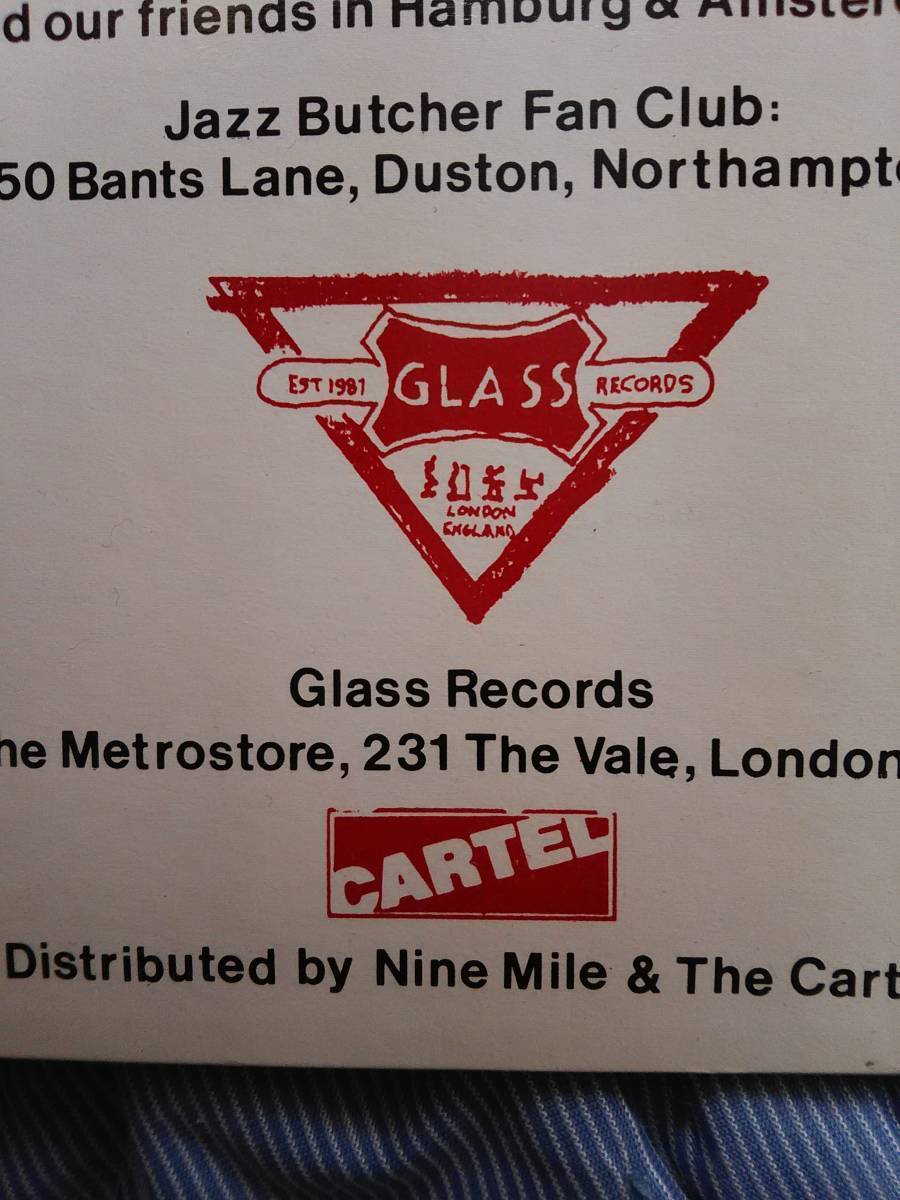 d our friends in Hamburg & Amster
Jazz Butcher Fan Club:
50 Bants Lane, Duston, Northampt
EST 1981 GLASS RECORDS
LONDON
ENGLAND
Glass Records
he Metrostore, 231 The Vale, London
CARTEL
Distributed by Nine Mile & The Cart